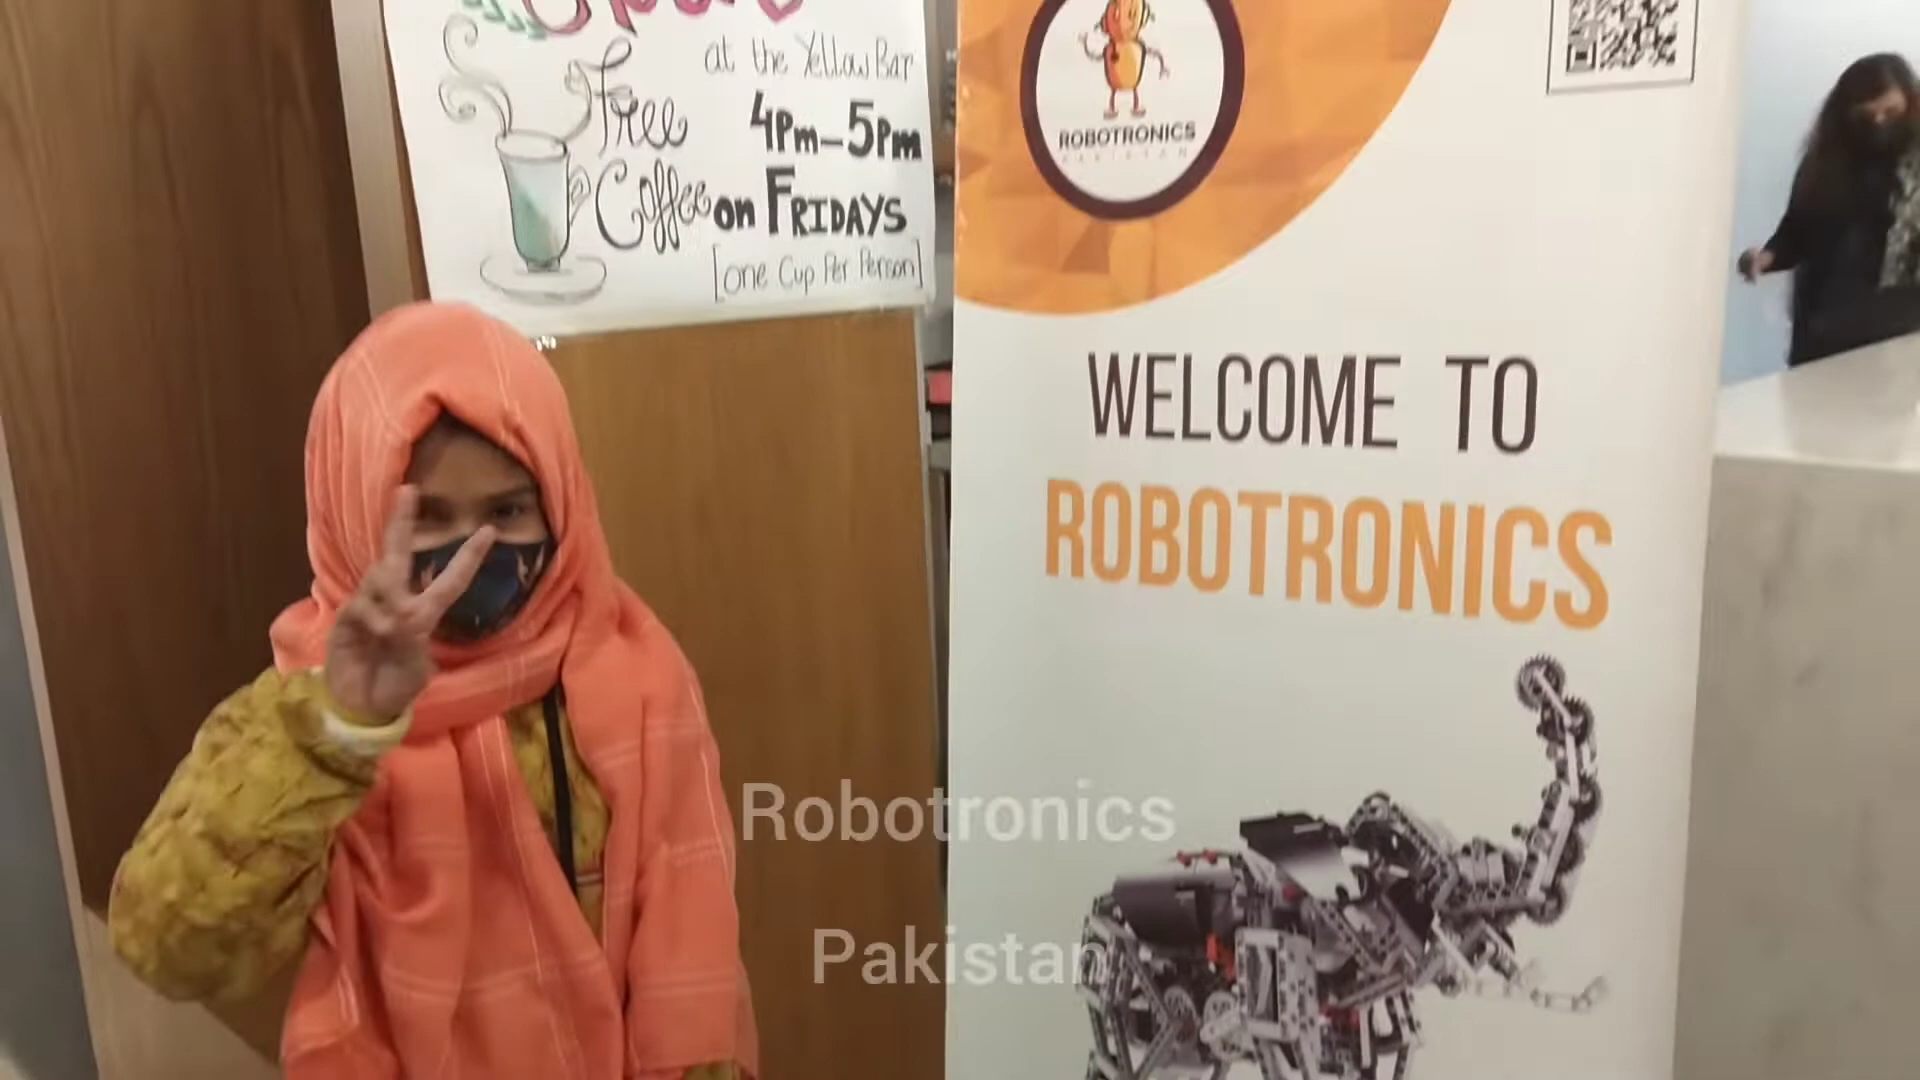 at the Yellow Bar
Free
4Pm-5Pm
Coffee
on FRIDAYS
[one Cup Per Person]
ROBOTRONICS
PAKISTAN
WELCOME TO
ROBOTRONICS
Robotronics
Pakistan